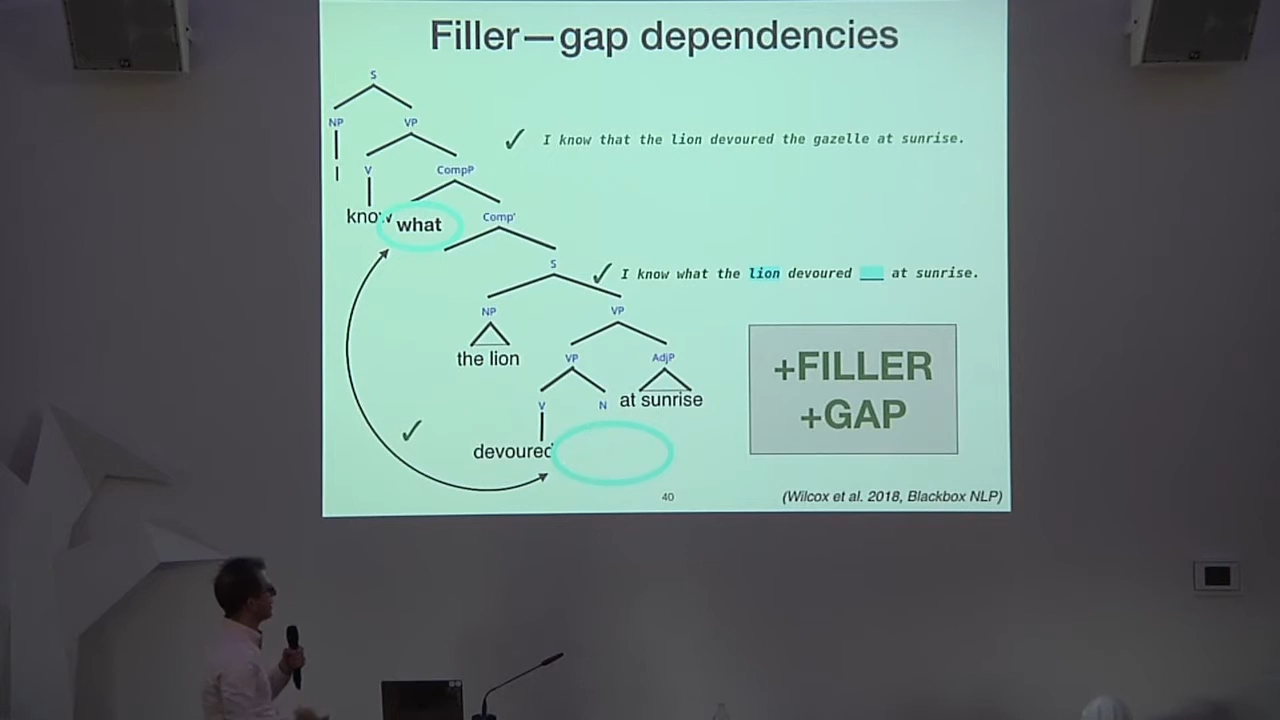 Filler—gap dependencies
S
NP VP
✓ I know that the lion devoured the gazelle at sunrise.
I V CompP
know what Comp'
S ✓ I know what the lion devoured ___ at sunrise.
NP VP
the lion VP AdjP
+FILLER
+GAP
V N at sunrise
✓
devoured
40 (Wilcox et al. 2018, Blackbox NLP)